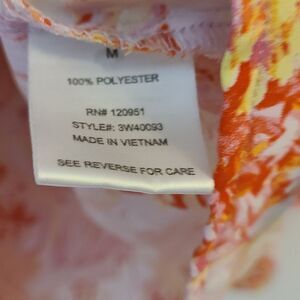 M
100% POLYESTER
RN# 120951
STYLE#: 3W40093
MADE IN VIETNAM
SEE REVERSE FOR CARE